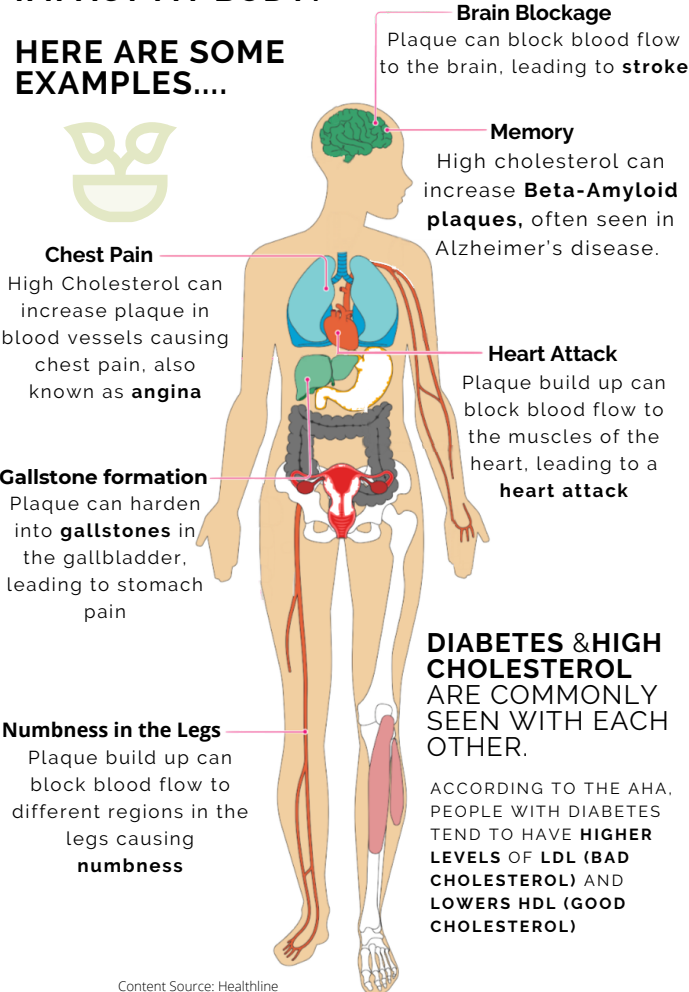 HERE ARE SOME
EXAMPLES....
Brain Blockage
Plaque can block blood flow
to the brain, leading to stroke
Memory
High cholesterol can
increase Beta-Amyloid
plaques, often seen in
Alzheimer's disease.
Chest Pain
High Cholesterol can
increase plaque in
blood vessels causing
chest pain, also
known as angina
Heart Attack
Plaque build up can
block blood flow to
the muscles of the
heart, leading to a
heart attack
Gallstone formation
Plaque can harden
into gallstones in
the gallbladder,
leading to stomach
pain
DIABETES &HIGH
CHOLESTEROL
ARE COMMONLY
SEEN WITH EACH
OTHER.
ACCORDING TO THE AHA,
PEOPLE WITH DIABETES
TEND TO HAVE HIGHER
LEVELS OF LDL (BAD
CHOLESTEROL) AND
LOWERS HDL (GOOD
CHOLESTEROL)
Numbness in the Legs
Plaque build up can
block blood flow to
different regions in the
legs causing
numbness
Content Source: Healthline